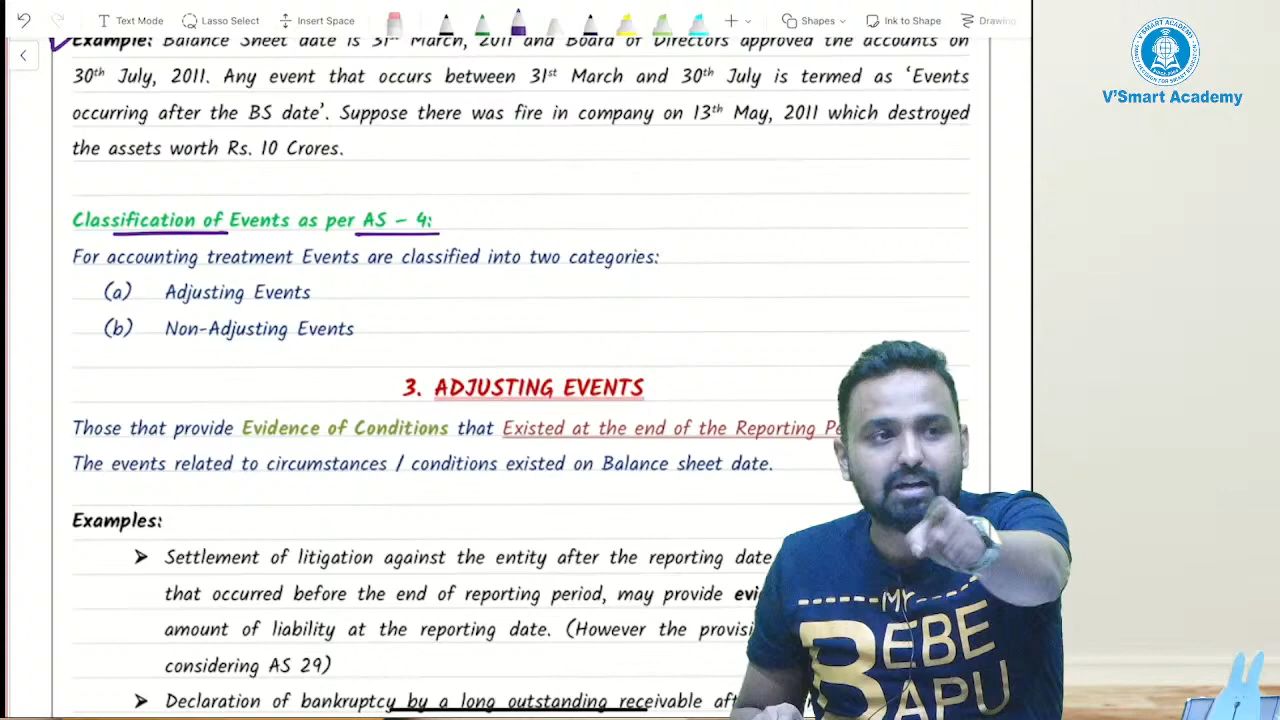 Text Mode
Lasso Select
Insert Space
Shapes
Ink to Shape
Drawing
V'Smart Academy
Example: Balance Sheet date is 31st March, 2011 and Board of Directors approved the accounts on
30th July, 2011. Any event that occurs between 31st March and 30th July is termed as ‘Events
occurring after the BS date’. Suppose there was fire in company on 13th May, 2011 which destroyed
the assets worth Rs. 10 Crores.
Classification of Events as per AS – 4:
For accounting treatment Events are classified into two categories:
(a) Adjusting Events
(b) Non-Adjusting Events
3. ADJUSTING EVENTS
Those that provide Evidence of Conditions that Existed at the end of the Reporting Pe
The events related to circumstances / conditions existed on Balance sheet date.
Examples:
➤ Settlement of litigation against the entity after the reporting date
that occurred before the end of reporting period, may provide evi
amount of liability at the reporting date. (However the provisi
considering AS 29)
➤ Declaration of bankruptcy by a long outstanding receivable aft
MY
BEBE
BAPU